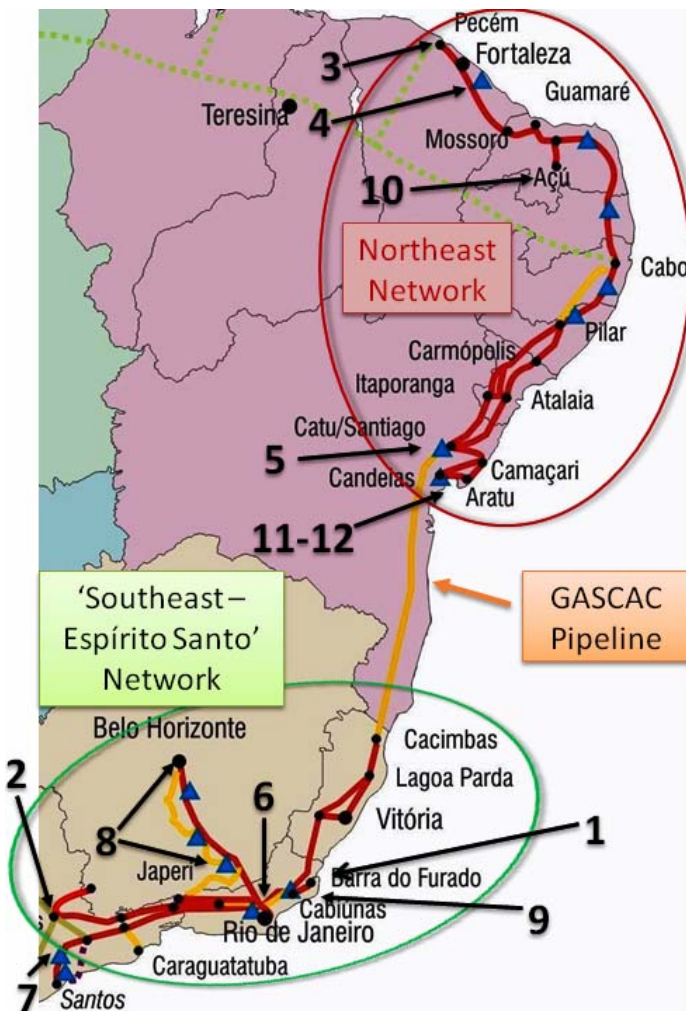 Pecém
3
Fortaleza
Guamaré
Teresina
4
Mossoró
10
Açú
Northeast
Network
Cabo
Pilar
Carmópolis
Itaporanga
Atalaia
Catu/Santiago
5
Camaçari
Candeias
Aratu
11-12
'Southeast –
Espírito Santo'
Network
GASCAC
Pipeline
Belo Horizonte
Cacimbas
2
6
Lagoa Parda
8
Vitória
1
Japeri
Barra do Furado
Cabiúnas
9
Rio de Janeiro
Caraguatatuba
7
Santos